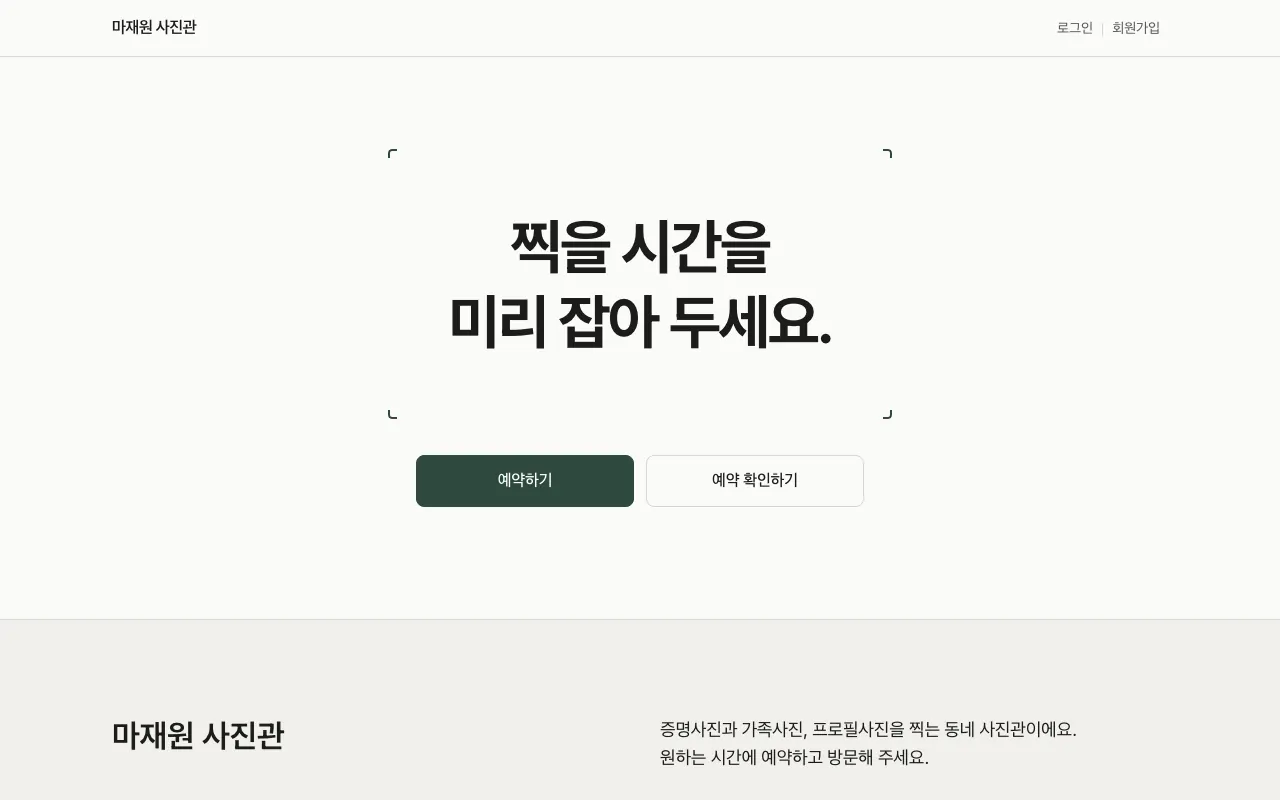 마재원 사진관
로그인
회원가입
찍을 시간을
미리 잡아 두세요.
예약하기
예약 확인하기
마재원 사진관
증명사진과 가족사진, 프로필사진을 찍는 동네 사진관이에요.
원하는 시간에 예약하고 방문해 주세요.